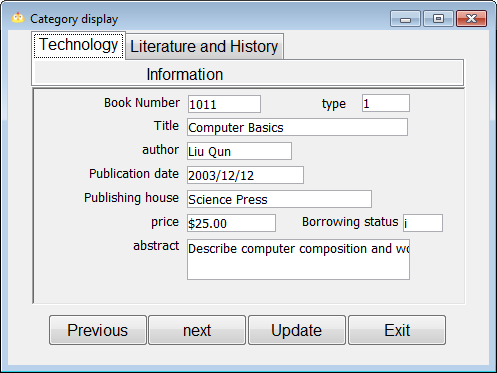 Category display
Technology Literature and History
Information
Book Number 1011 type 1
Title Computer Basics
author Liu Qun
Publication date 2003/12/12
Publishing house Science Press
price $25.00 Borrowing status i
abstract Describe computer composition and
Previous next Update Exit